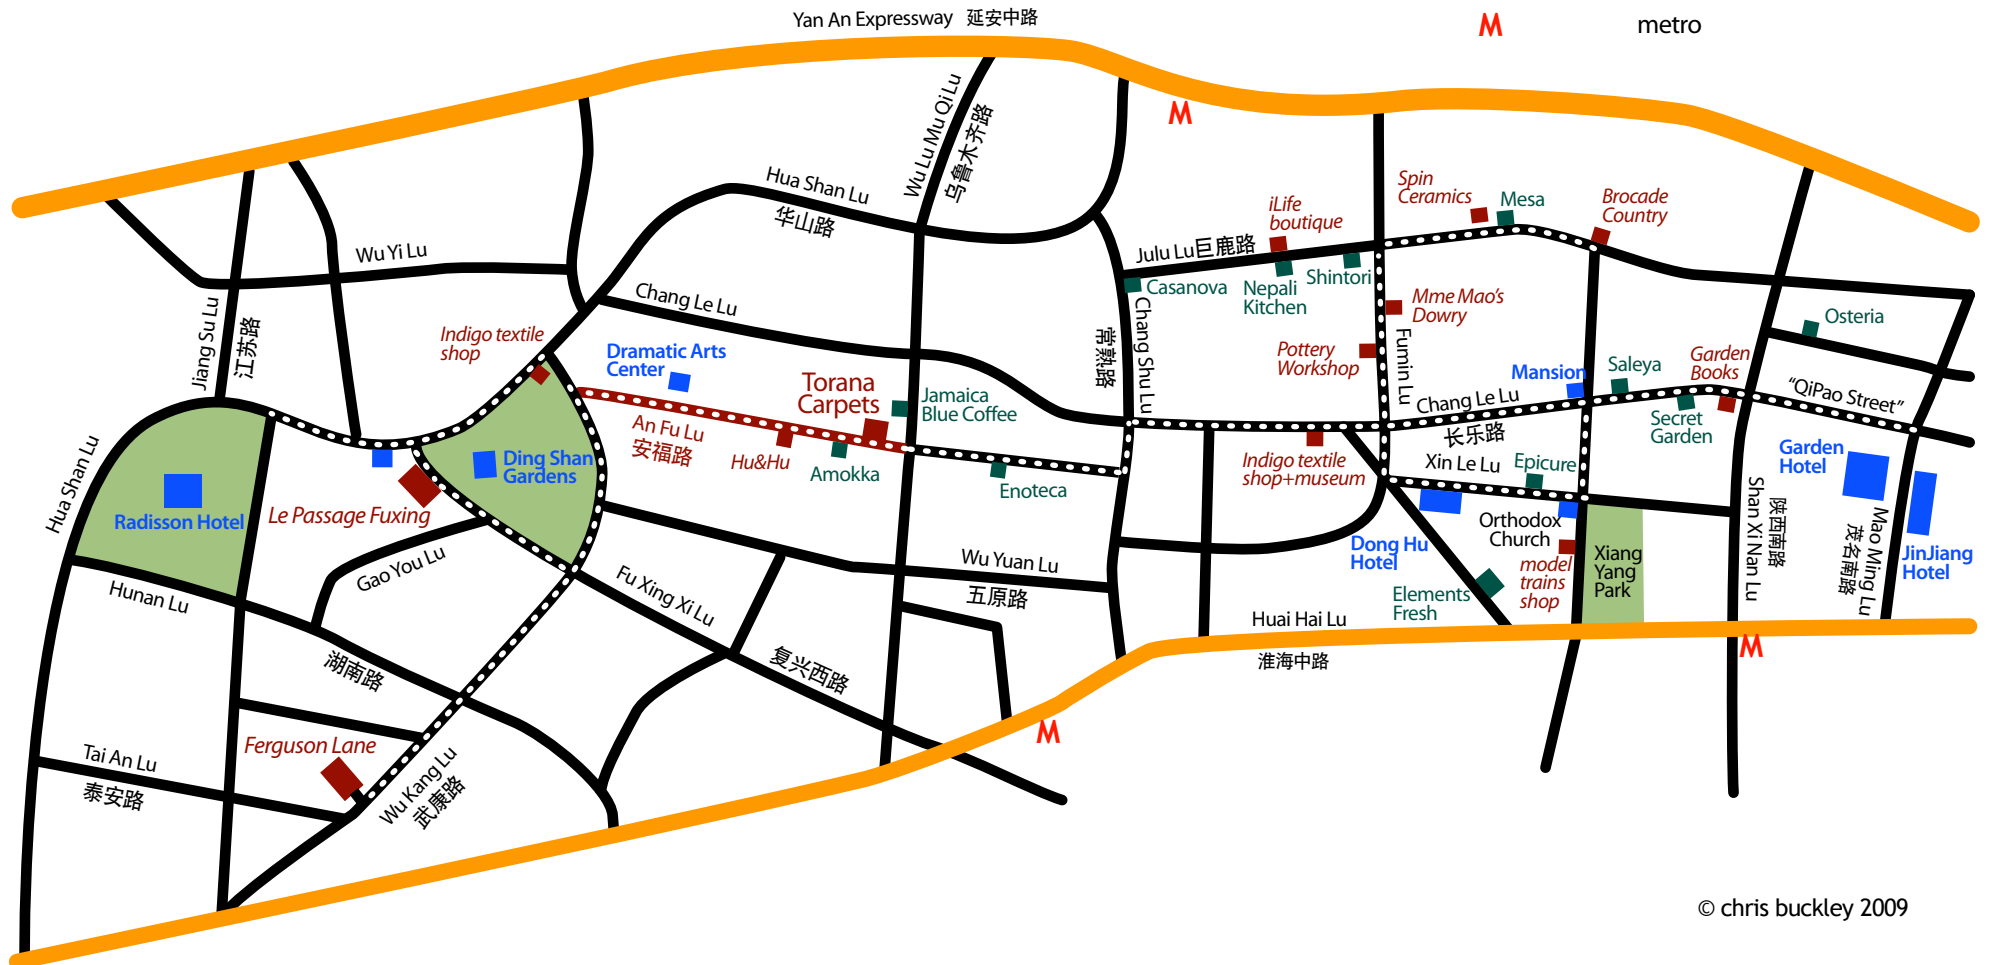 Yan An Expressway 延安中路
M
metro
M
Wu Lu Mu Qi Lu
乌鲁木齐路
Hua Shan Lu
华山路
Wu Yi Lu
Spin
Ceramics
Mesa
Brocade
Country
iLife
boutique
Julu Lu巨鹿路
Casanova
Nepali
Kitchen
Shintori
Mme Mao's
Dowry
Osteria
Jiang Su Lu
江苏路
Chang Le Lu
Indigo textile
shop
Dramatic Arts
Center
Torana
Carpets
Jamaica
Blue Coffee
常熟路
Chang Shu Lu
Pottery
Workshop
Fumin Lu
Mansion
Saleya
Garden
Books
Chang Le Lu
长乐路
Secret
Garden
"QiPao Street"
Hua Shan Lu
Radisson Hotel
Le Passage Fuxing
Ding Shan
Gardens
An Fu Lu
安福路
Hu&Hu
Amokka
Enoteca
Indigo textile
shop+museum
Xin Le Lu
Epicure
Garden
Hotel
Orthodox
Church
Dong Hu
Hotel
Shan Xi Nan Lu
陕西南路
Mao Ming Lu
茂名南路
JinJiang
Hotel
Hunan Lu
Gao You Lu
Fu Xing Xi Lu
Wu Yuan Lu
五原路
Elements
Fresh
model
trains
shop
Xiang
Yang
Park
Huai Hai Lu
淮海中路
M
湖南路
复兴西路
M
Ferguson Lane
Tai An Lu
泰安路
Wu Kang Lu
武康路
© chris buckley 2009